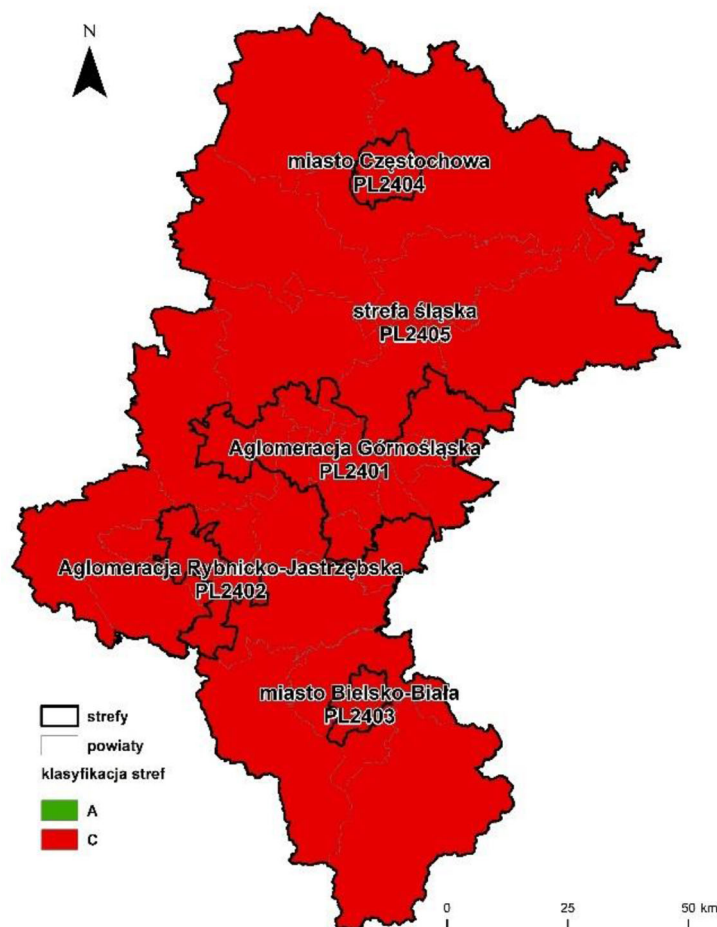 N
miasto Częstochowa
PL2404
strefa śląska
PL2405
Aglomeracja Górnośląska
PL2401
Aglomeracja Rybnicko-Jastrzębska
PL2402
miasto Bielsko-Biała
PL2403
strefy
powiaty
klasyfikacja stref
A
C
0 25 50 km